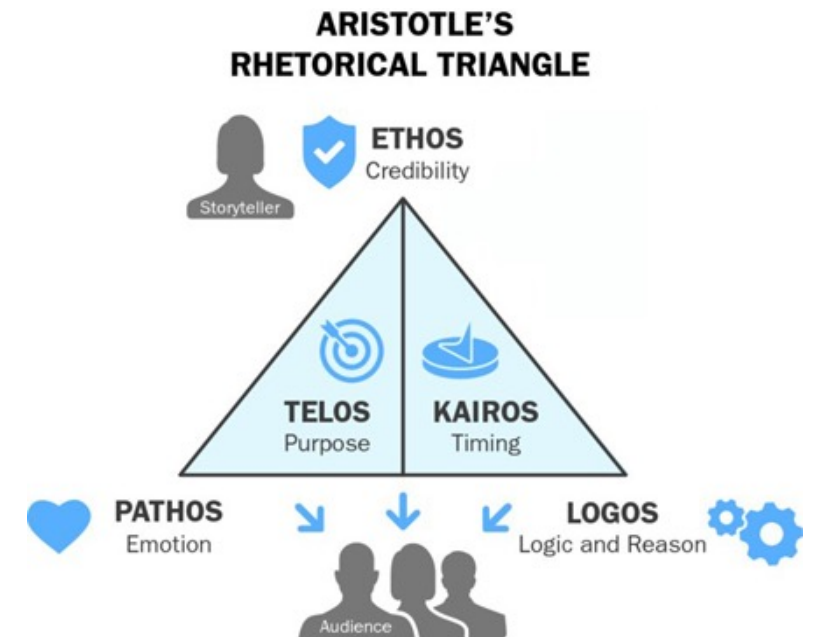 ARISTOTLE'S
RHETORICAL TRIANGLE
ETHOS
Credibility
Storyteller
TELOS
Purpose
KAIROS
Timing
PATHOS
Emotion
LOGOS
Logic and Reason
Audience